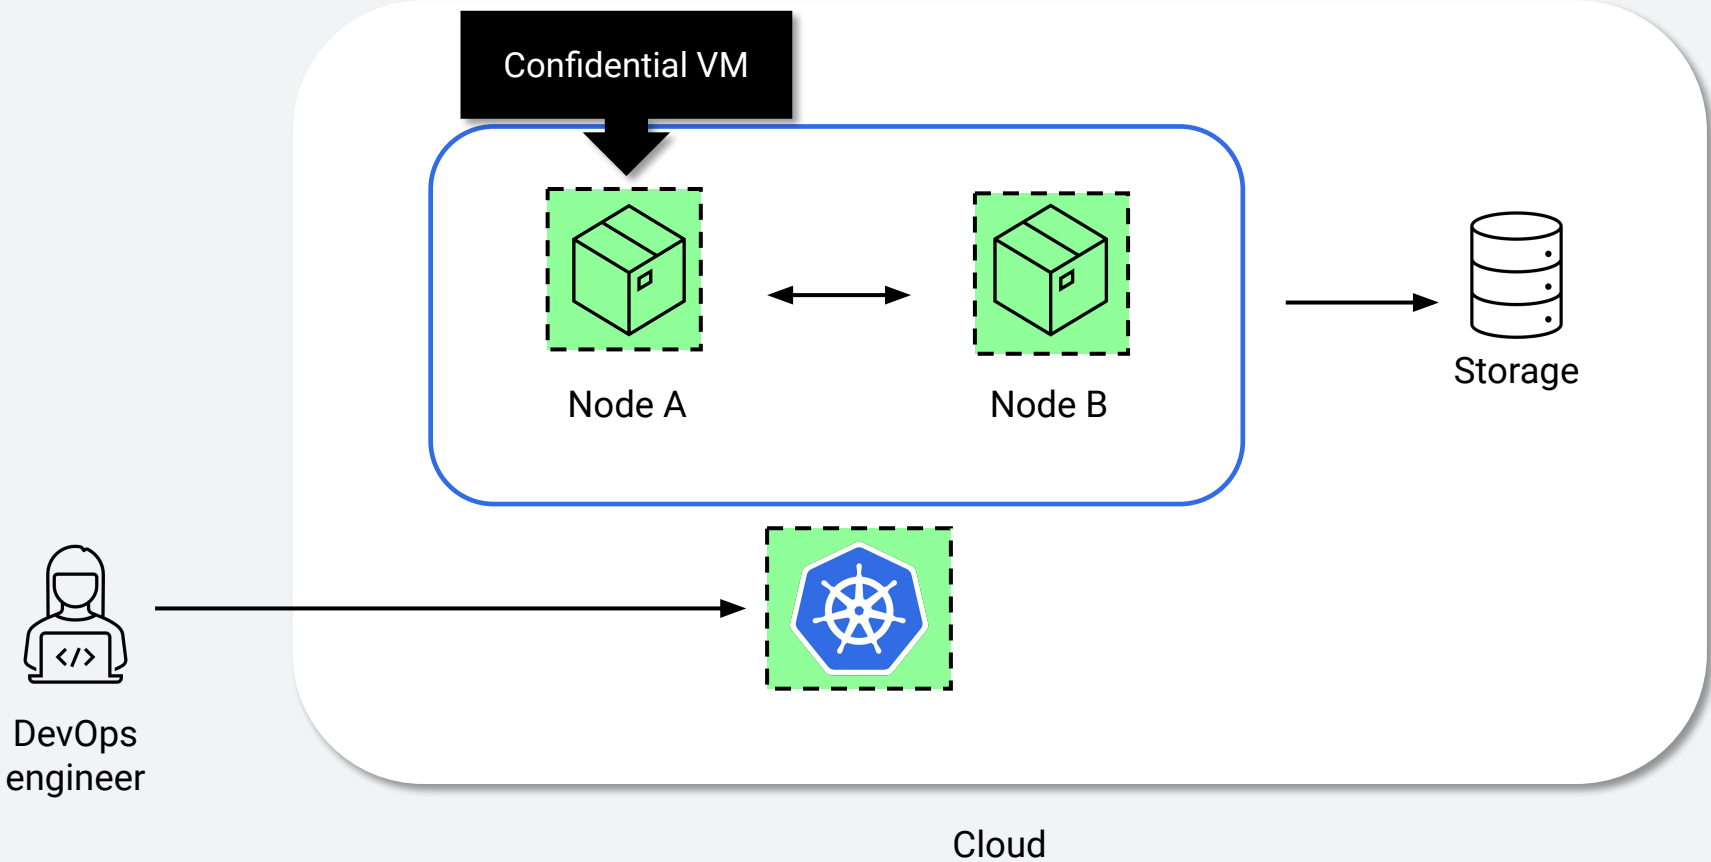 Confidential VM
Node A
Node B
Storage
</>
DevOps
engineer
Cloud